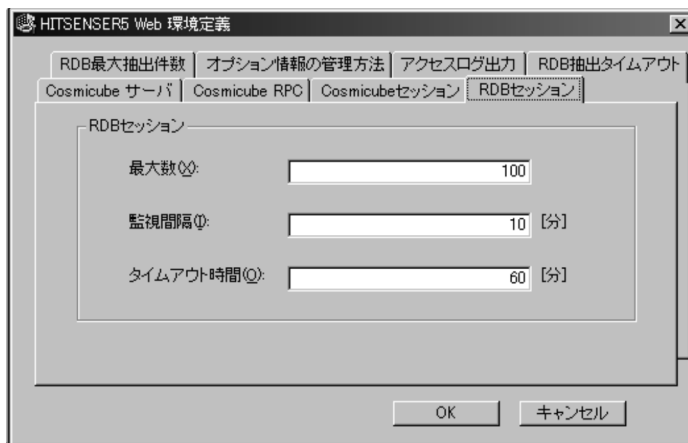 HITSENSER5 Web 環境定義
RDB最大抽出件数 オプション情報の管理方法 アクセスログ出力 RDB抽出タイムアウト
Cosmicube サーバ Cosmicube RPC Cosmicubeセッション RDBセッション
RDBセッション
最大数(X): 100
監視間隔(I): 10 [分]
タイムアウト時間(O): 60 [分]
OK キャンセル